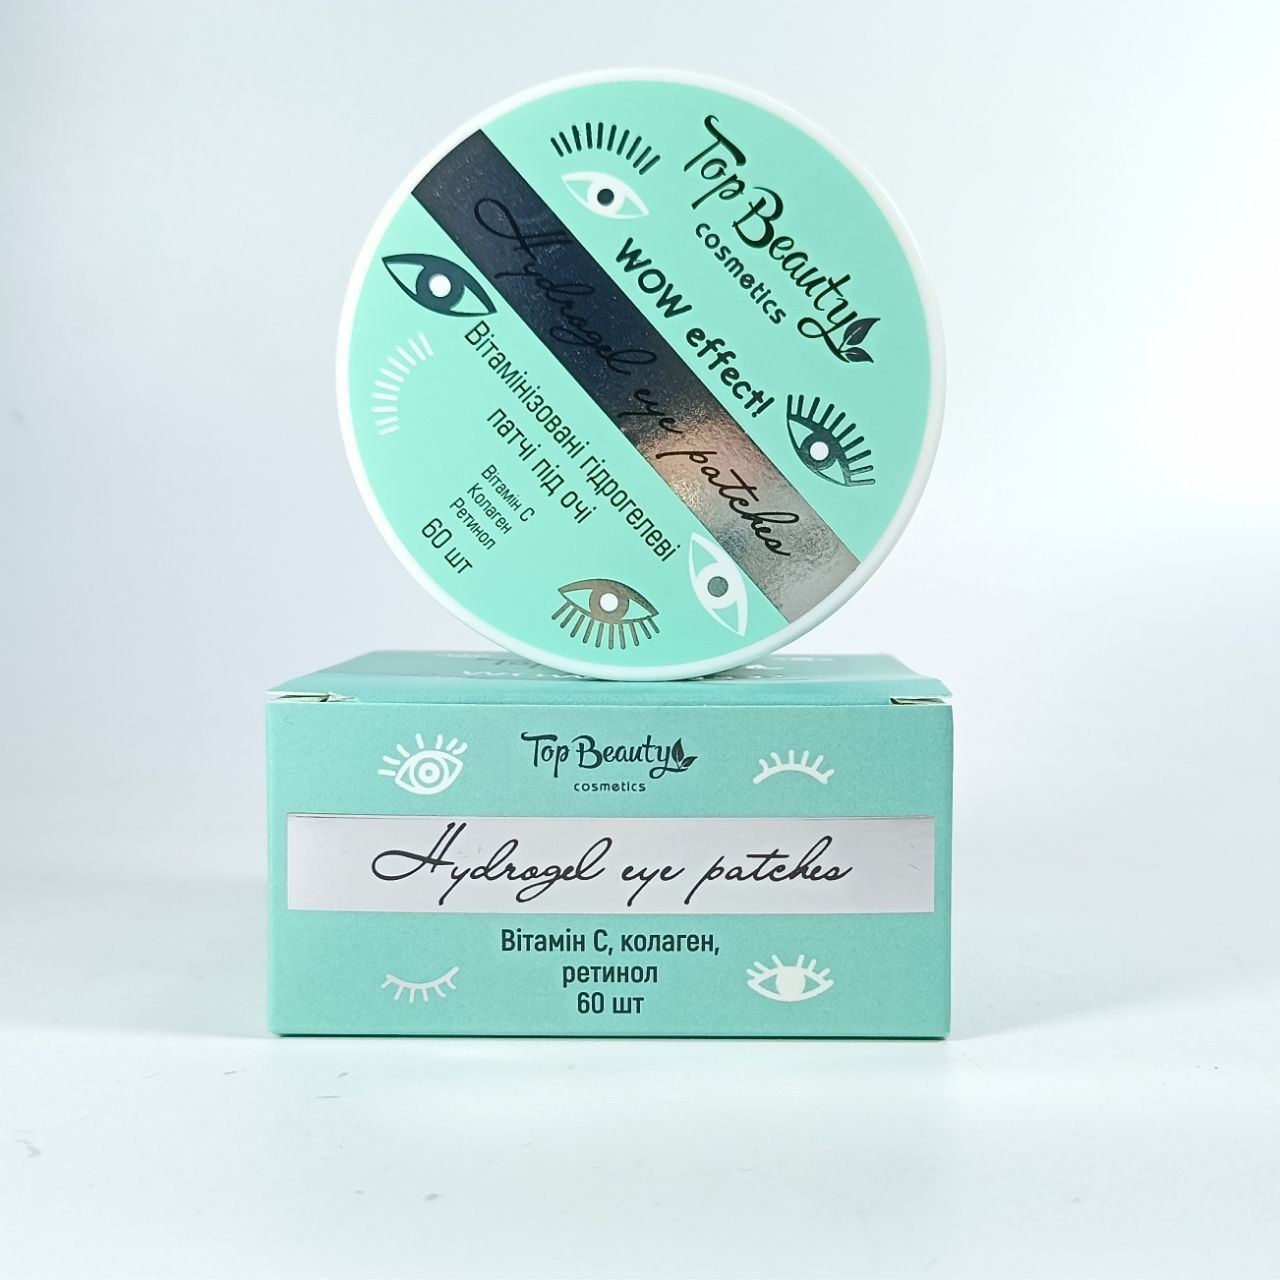 Top Beauty
cosmetics
WOW effect!
Hydrogel eye patches
Вітамінізовані гідрогелеві
патчі під очі
Вітамін С
Колаген
Ретинол
60 шт
Top Beauty
cosmetics
Hydrogel eye patches
Вітамін С, колаген,
ретинол
60 шт